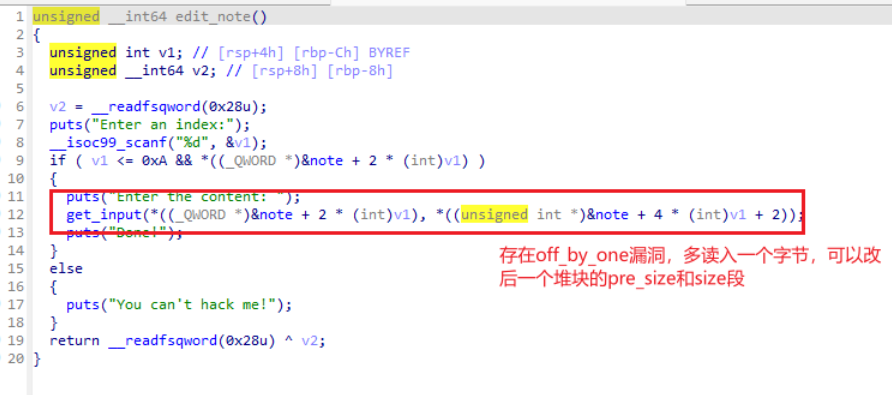 1 unsigned __int64 edit_note()
2 {
3 unsigned int v1; // [rsp+4h] [rbp-Ch] BYREF
4 unsigned __int64 v2; // [rsp+8h] [rbp-8h]
5
6 v2 = __readfsqword(0x28u);
7 puts("Enter an index:");
8 __isoc99_scanf("%d", &v1);
9 if ( v1 <= 0xA && *((_QWORD *)&note + 2 * (int)v1) )
10 {
11 puts("Enter the content: ");
12 get_input(*((_QWORD *)&note + 2 * (int)v1), *((unsigned int *)&note + 4 * (int)v1 + 2));
13 puts("Done!");
14 }
15 else
16 {
17 puts("You can't hack me!");
18 }
19 return __readfsqword(0x28u) ^ v2;
20 }
存在off_by_one漏洞，多读入一个字节，可以改
后一个堆块的pre_size和size段